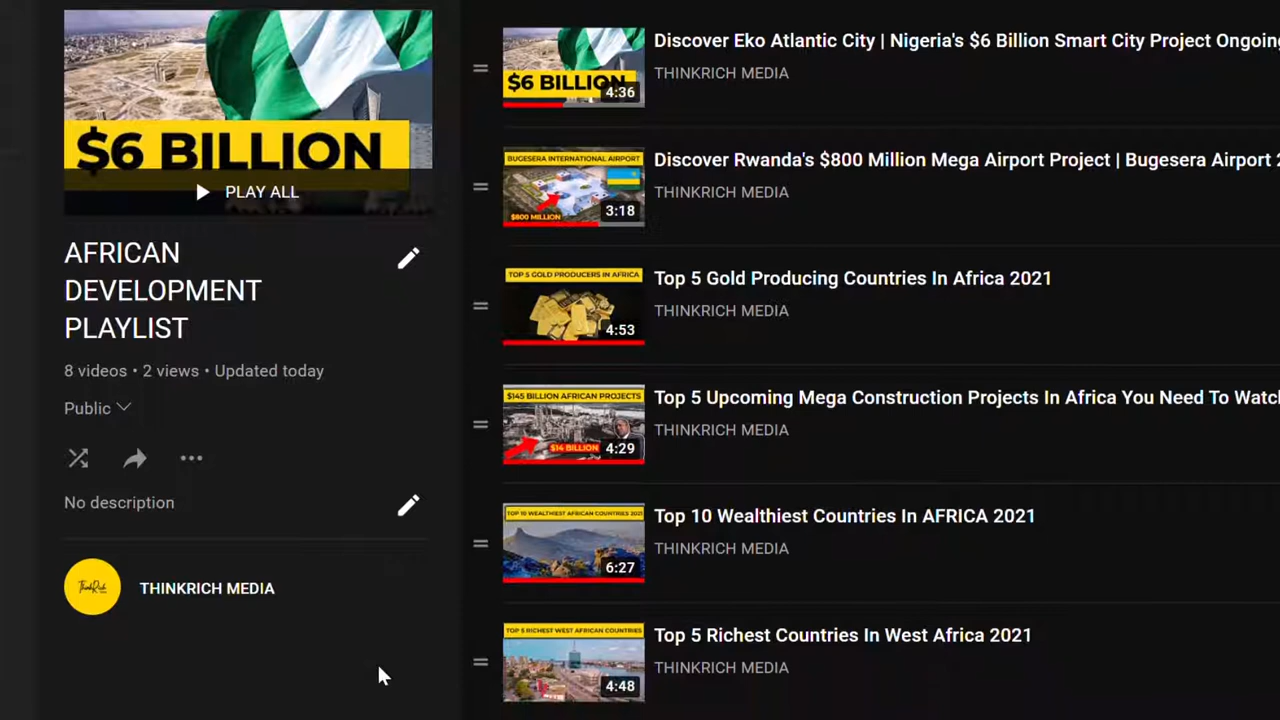 $6 BILLION
PLAY ALL
AFRICAN
DEVELOPMENT
PLAYLIST
8 videos • 2 views • Updated today
Public
No description
ThinkRich
THINKRICH MEDIA
$6 BILLION
4:36
Discover Eko Atlantic City | Nigeria's $6 Billion Smart City Project Ongoing
THINKRICH MEDIA
BUGESERA INTERNATIONAL AIRPORT
$800 MILLION
3:18
Discover Rwanda's $800 Million Mega Airport Project | Bugesera Airport 2
THINKRICH MEDIA
TOP 5 GOLD PRODUCERS IN AFRICA
4:53
Top 5 Gold Producing Countries In Africa 2021
THINKRICH MEDIA
$145 BILLION AFRICAN PROJECTS
$14 BILLION
4:29
Top 5 Upcoming Mega Construction Projects In Africa You Need To Watch
THINKRICH MEDIA
TOP 10 WEALTHIEST AFRICAN COUNTRIES 2021
6:27
Top 10 Wealthiest Countries In AFRICA 2021
THINKRICH MEDIA
TOP 5 RICHEST WEST AFRICAN COUNTRIES
4:48
Top 5 Richest Countries In West Africa 2021
THINKRICH MEDIA